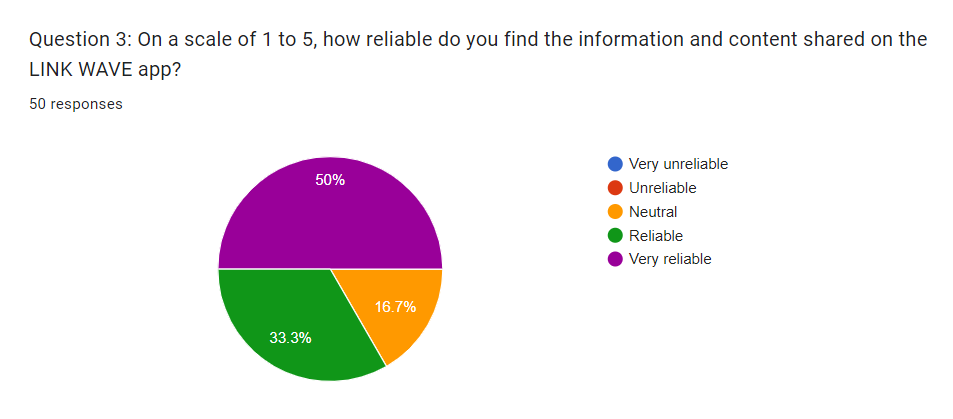 Question 3: On a scale of 1 to 5, how reliable do you find the information and content shared on the
LINK WAVE app?
50 responses
50%
16.7%
33.3%
Very unreliable
Unreliable
Neutral
Reliable
Very reliable